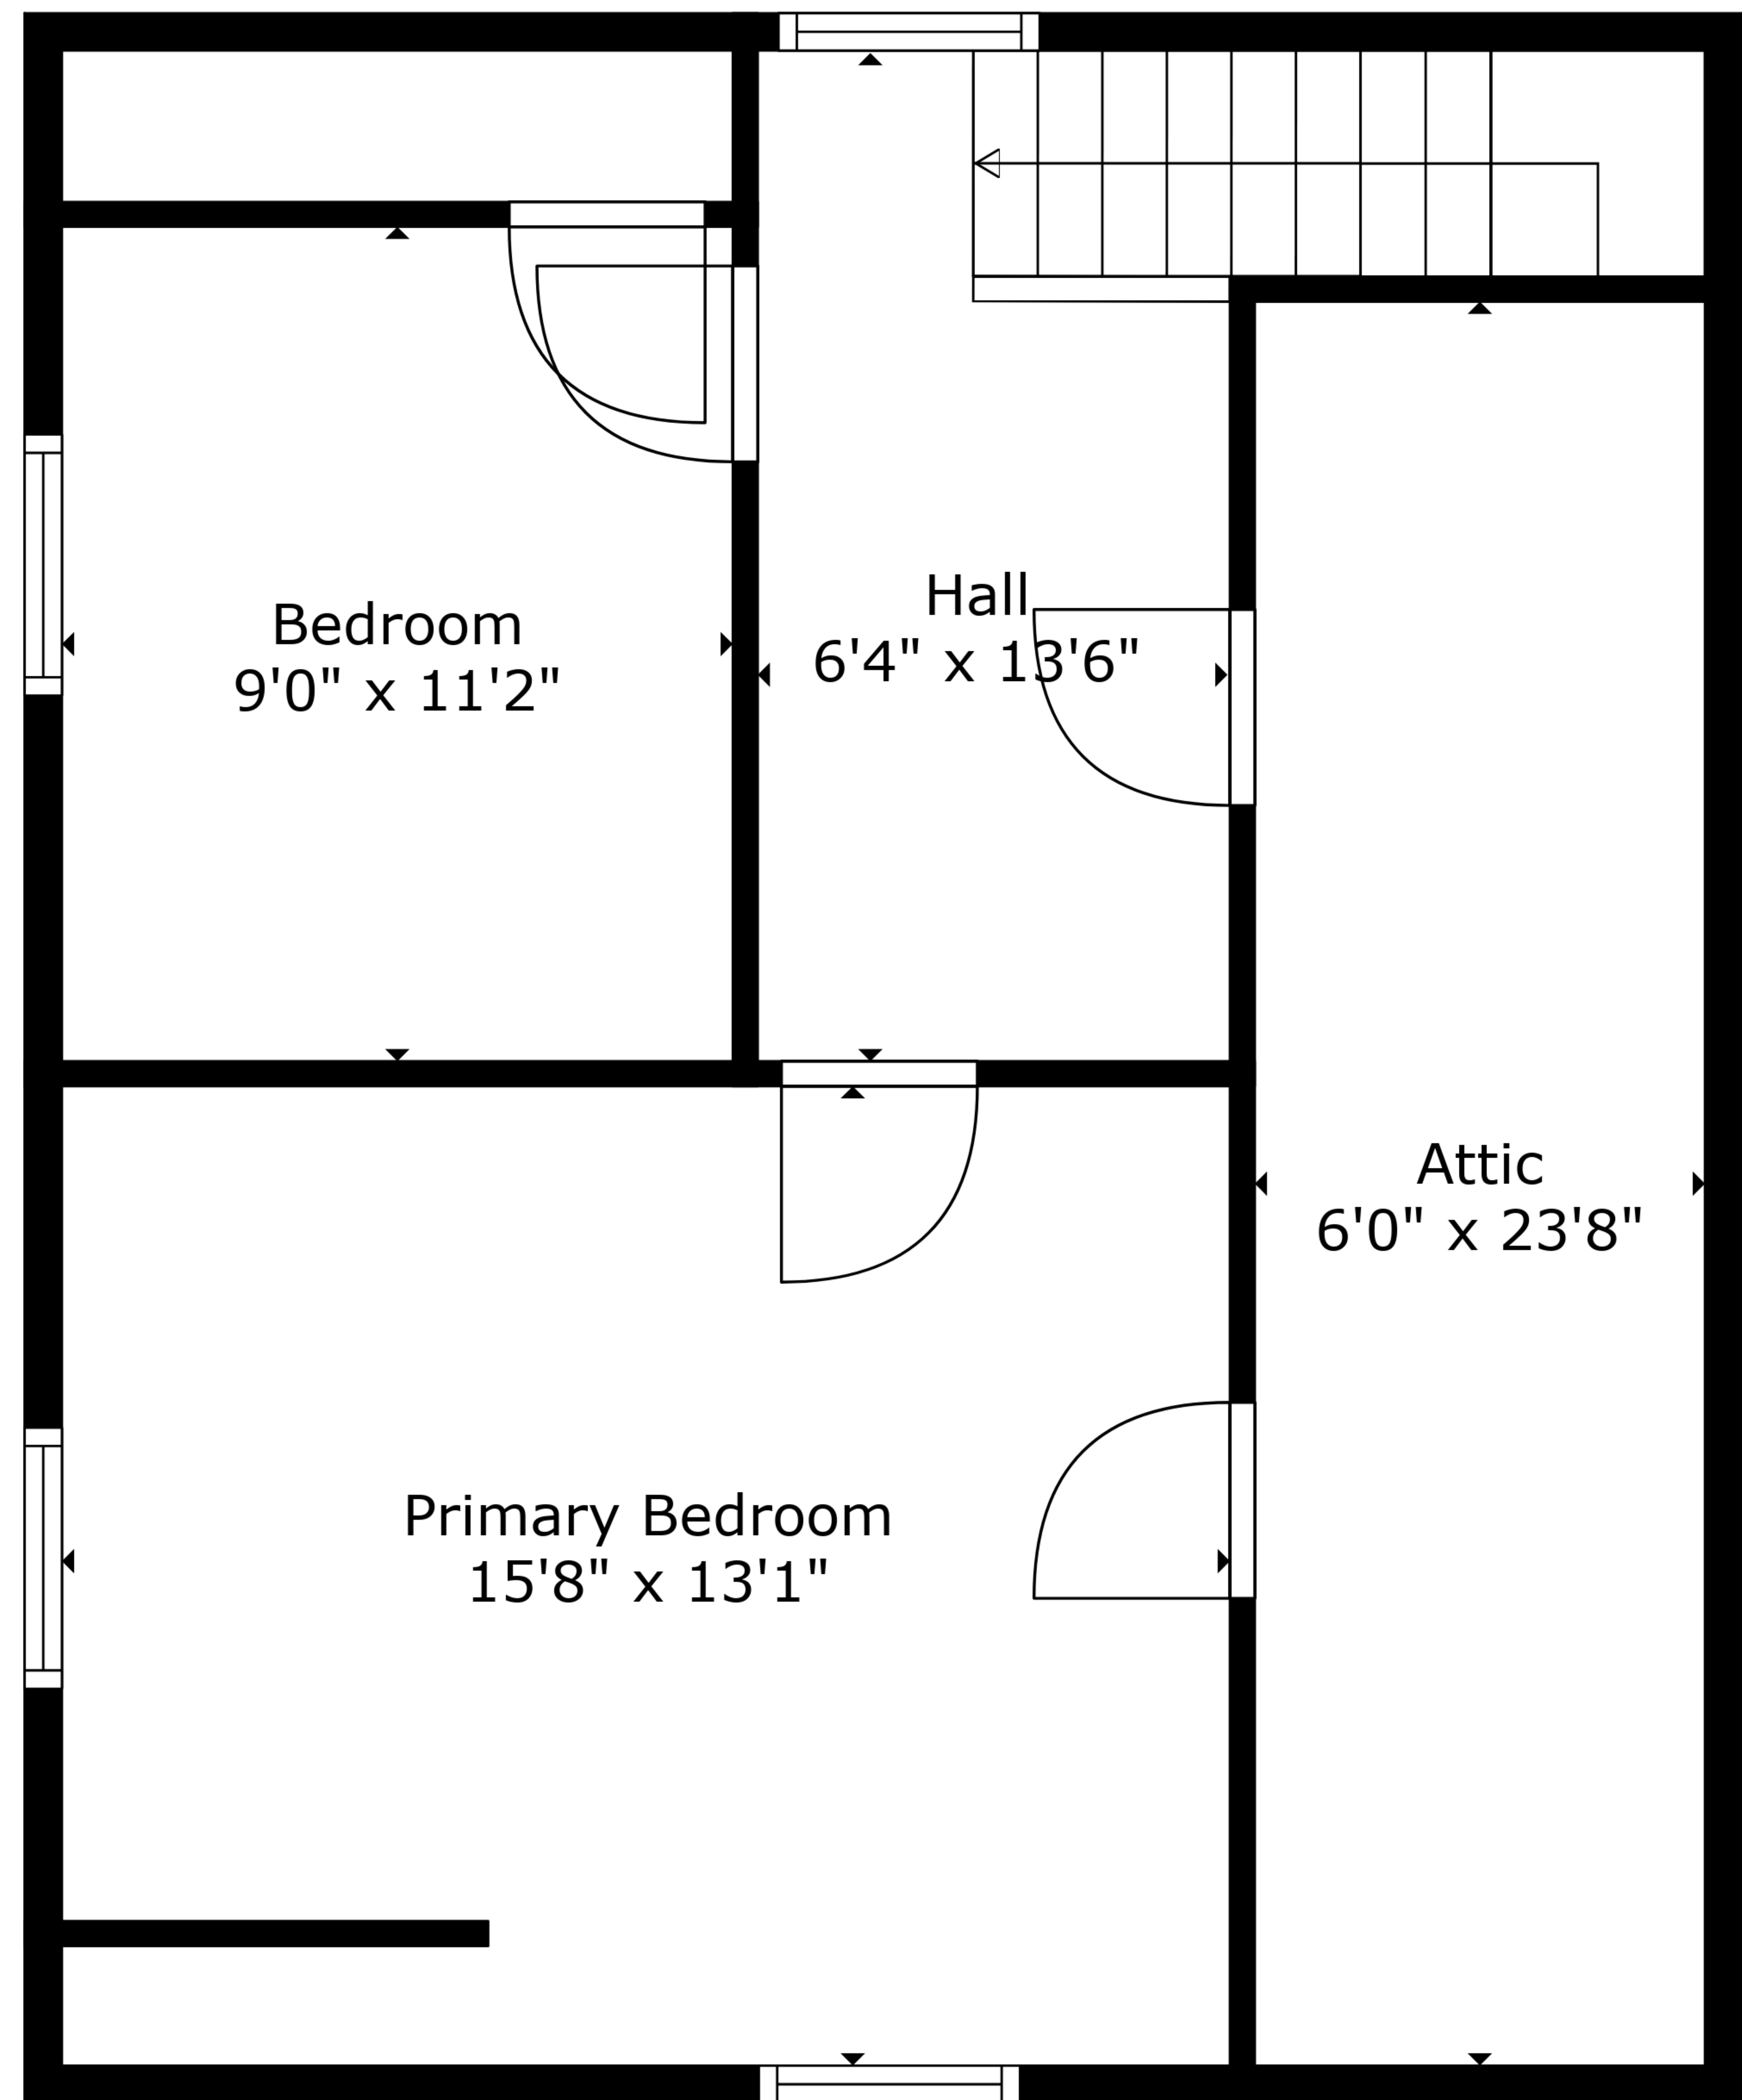 Hall
6'4" x 13'6"
Bedroom
9'0" x 11'2"
Attic
6'0" x 23'8"
Primary Bedroom
15'8" x 13'1"